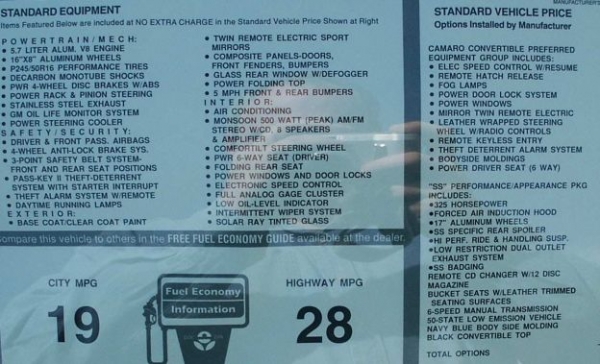 STANDARD EQUIPMENT
Items Featured Below are included at NO EXTRA CHARGE in the Standard Vehicle Price Shown at Right
POWERTRAIN/MECH:
• 5.7 LITER ALUM. V8 ENGINE
• 16"X8" ALUMINUM WHEELS
• P245/50R16 PERFORMANCE TIRES
• DECARBON MONOTUBE SHOCKS
• PWR 4-WHEEL DISC BRAKES W/ABS
• POWER RACK & PINION STEERING
• STAINLESS STEEL EXHAUST
• GM OIL LIFE MONITOR SYSTEM
• POWER STEERING COOLER
SAFETY/SECURITY:
• DRIVER & FRONT PASS. AIRBAGS
• 4-WHEEL ANTI-LOCK BRAKE SYS.
• 3-POINT SAFETY BELT SYSTEM-
FRONT AND REAR SEAT POSITIONS
• PASS-KEY II THEFT-DETERRENT
SYSTEM WITH STARTER INTERRUPT
• THEFT ALARM SYSTEM W/REMOTE
• DAYTIME RUNNING LAMPS
EXTERIOR:
• BASE COAT/CLEAR COAT PAINT
• TWIN REMOTE ELECTRIC SPORT
MIRRORS
• COMPOSITE PANELS-DOORS,
FRONT FENDERS, BUMPERS
• GLASS REAR WINDOW W/DEFOGGER
• POWER FOLDING TOP
• 5 MPH FRONT & REAR BUMPERS
INTERIOR:
• AIR CONDITIONING
• MONSOON 500 WATT (PEAK) AM/FM
STEREO W/CD, 8 SPEAKERS
& AMPLIFIER
• COMFORTILT STEERING WHEEL
• PWR 6-WAY SEAT (DRIVER)
• FOLDING REAR SEAT
• POWER WINDOWS AND DOOR LOCKS
• ELECTRONIC SPEED CONTROL
• FULL ANALOG GAGE CLUSTER
• LOW OIL-LEVEL INDICATOR
• INTERMITTENT WIPER SYSTEM
• SOLAR RAY TINTED GLASS
ompare this vehicle to others in the FREE FUEL ECONOMY GUIDE available at the dealer.
CITY MPG
19
Fuel Economy
Information
HIGHWAY MPG
28
MANUFACTURER'S
STANDARD VEHICLE PRICE
Options Installed by Manufacturer
CAMARO CONVERTIBLE PREFERRED
EQUIPMENT GROUP INCLUDES:
• ELEC SPEED CONTROL W/RESUME
• REMOTE HATCH RELEASE
• FOG LAMPS
• POWER DOOR LOCK SYSTEM
• POWER WINDOWS
• MIRROR TWIN REMOTE ELECTRIC
• LEATHER WRAPPED STEERING
WHEEL W/RADIO CONTROLS
• REMOTE KEYLESS ENTRY
• THEFT DETERRENT ALARM SYSTEM
• BODYSIDE MOLDINGS
• POWER DRIVER SEAT (6 WAY)
"SS" PERFORMANCE/APPEARANCE PKG
INCLUDES:
•325 HORSEPOWER
•FORCED AIR INDUCTION HOOD
•17" ALUMINUM WHEELS
•SS SPECIFIC REAR SPOILER
•HI PERF. RIDE & HANDLING SUSP.
•LOW RESTRICTION DUAL OUTLET
EXHAUST SYSTEM
•SS BADGING
REMOTE CD CHANGER W/12 DISC
MAGAZINE
BUCKET SEATS W/LEATHER TRIMMED
SEATING SURFACES
6-SPEED MANUAL TRANSMISSION
50-STATE LOW EMISSION VEHICLE
NAVY BLUE BODY SIDE MOLDING
BLACK CONVERTIBLE TOP
TOTAL OPTIONS